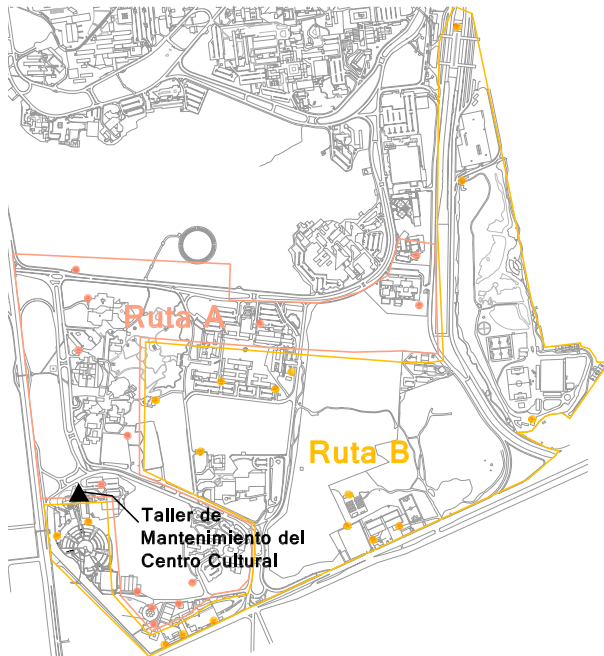 Ruta A
Ruta B
Taller de
Mantenimiento del
Centro Cultural